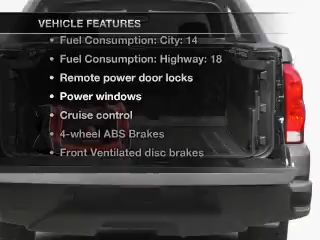 VEHICLE FEATURES
• Fuel Consumption: City: 14
• Fuel Consumption: Highway: 18
• Remote power door locks
• Power windows
• Cruise control
• 4-wheel ABS Brakes
• Front Ventilated disc brakes